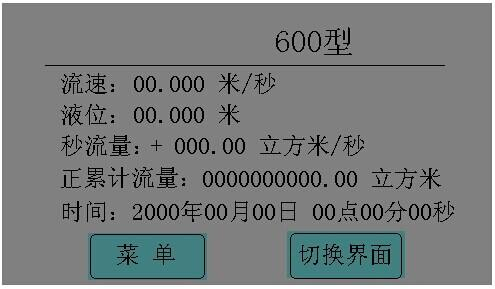 600型
流速：00.000 米/秒
液位：00.000 米
秒流量：+ 000.00 立方米/秒
正累计流量：0000000000.00 立方米
时间：2000年00月00日 00点00分00秒
菜 单 切换界面